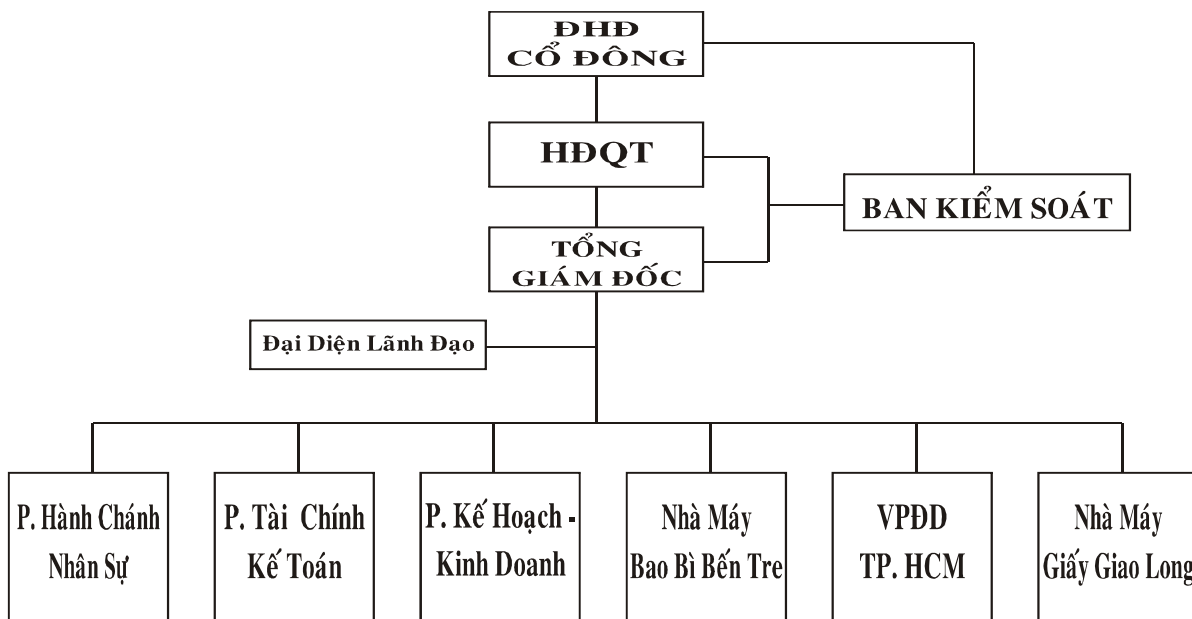 ĐHĐ
CỔ ĐÔNG
HĐQT
BAN KIỂM SOÁT
TỔNG
GIÁM ĐỐC
Đại Diện Lãnh Đạo
P. Hành Chánh
Nhân Sự
P. Tài Chính
Kế Toán
P. Kế Hoạch -
Kinh Doanh
Nhà Máy
Bao Bì Bến Tre
VPĐD
TP. HCM
Nhà Máy
Giấy Giao Long